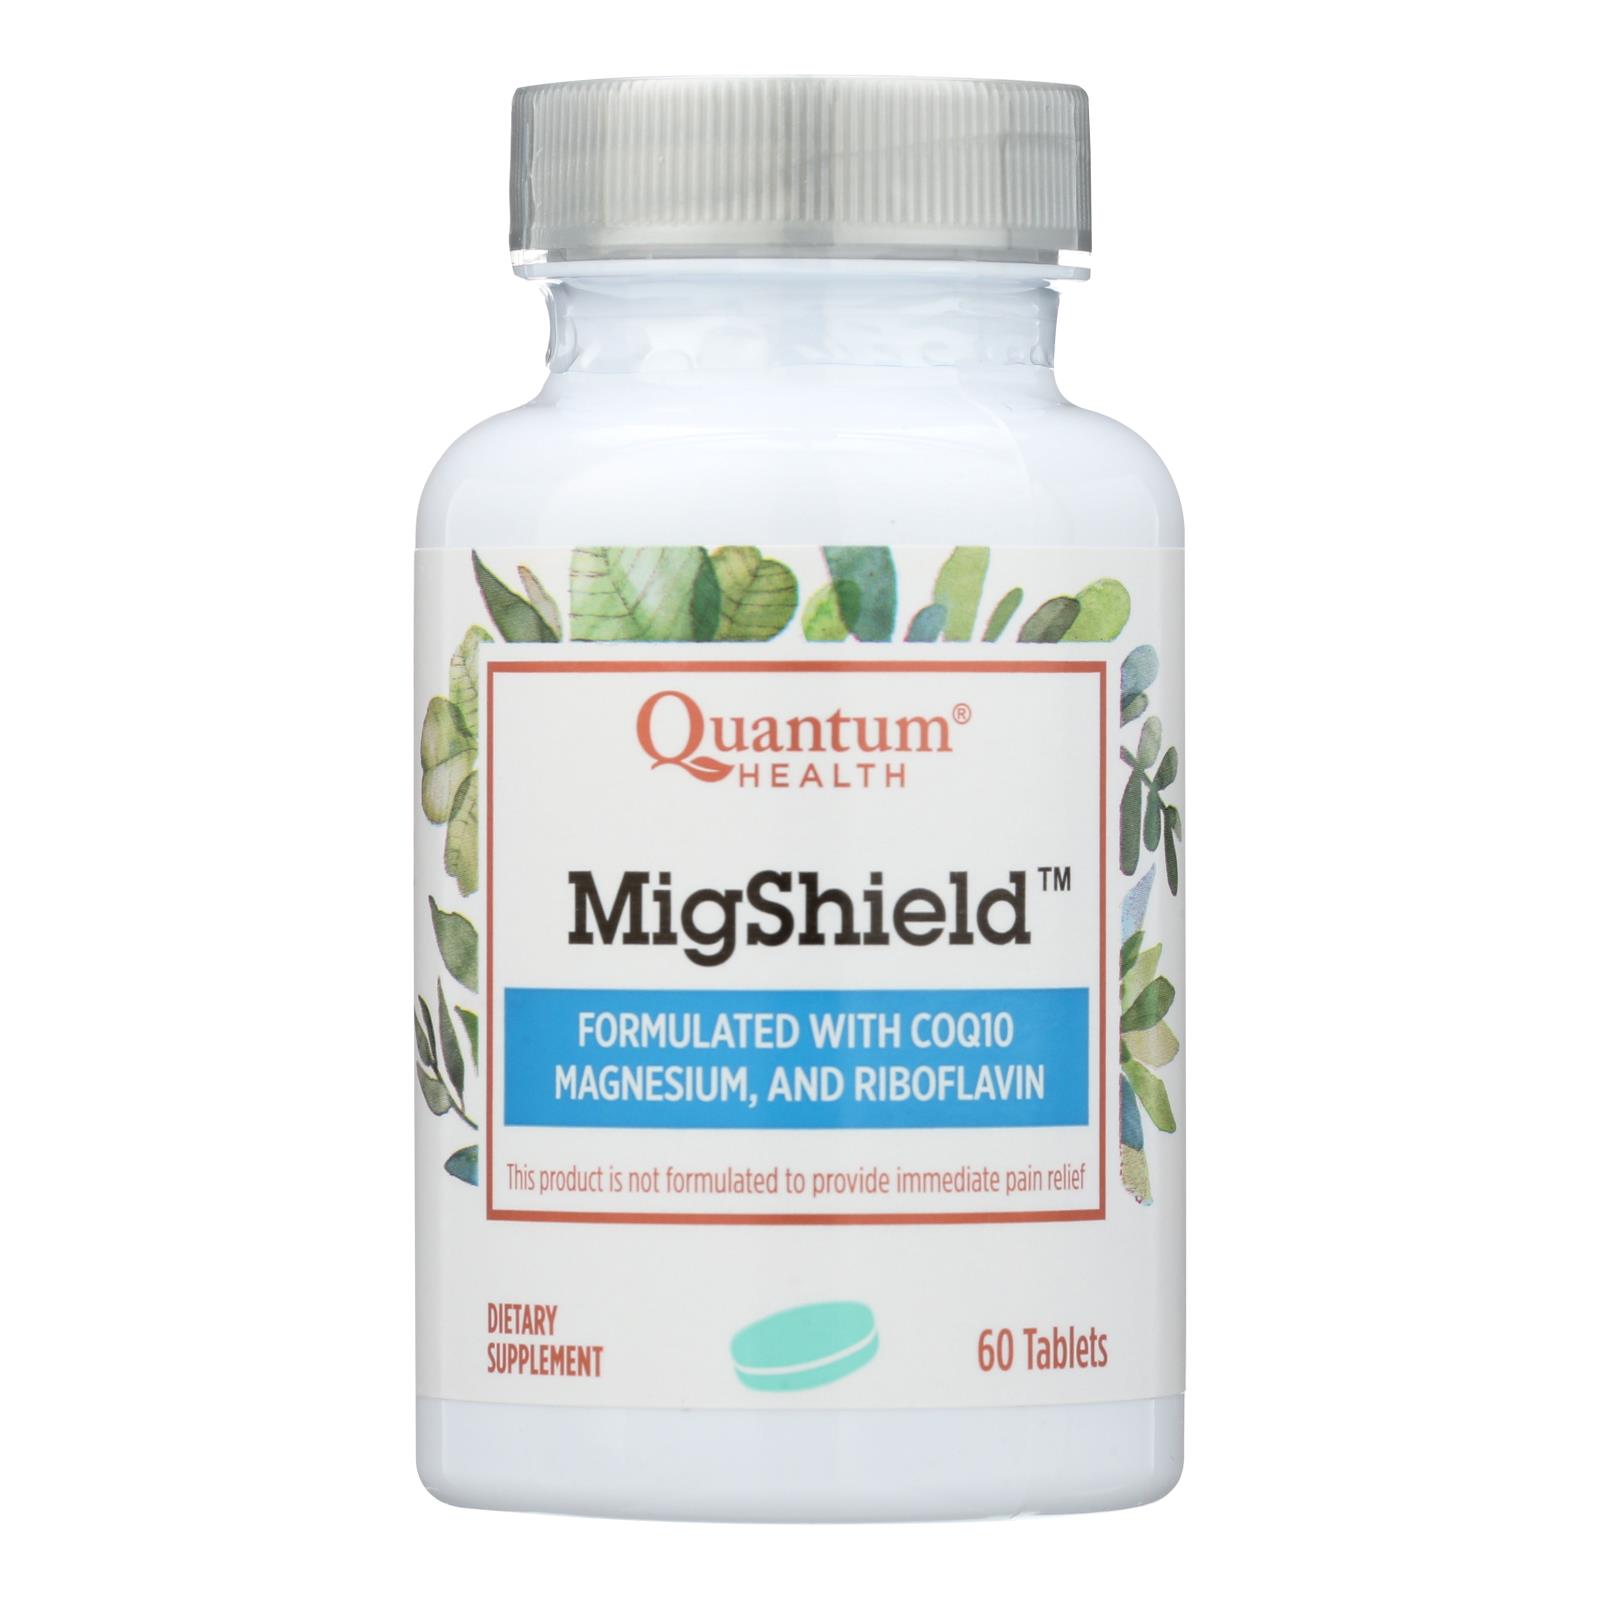 Quantum®
HEALTH
MigShield™
FORMULATED WITH COQ10
MAGNESIUM, AND RIBOFLAVIN
This product is not formulated to provide immediate pain relief
DIETARY
SUPPLEMENT
60 Tablets